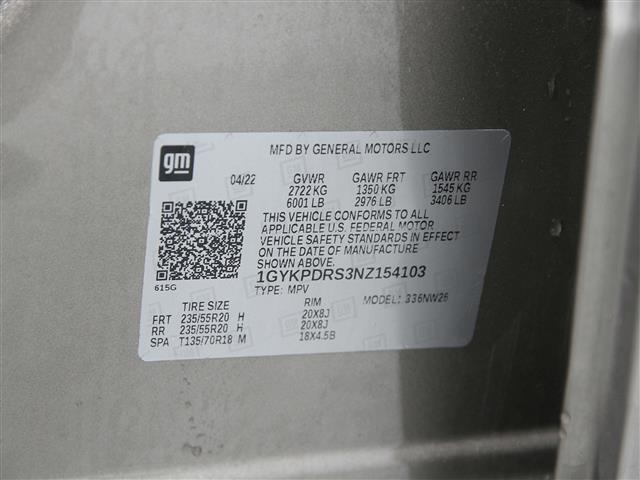 gm
MFD BY GENERAL MOTORS LLC
04/22 GVWR GAWR FRT GAWR RR
2722 KG 1350 KG 1545 KG
6001 LB 2976 LB 3406 LB
THIS VEHICLE CONFORMS TO ALL
APPLICABLE U.S. FEDERAL MOTOR
VEHICLE SAFETY STANDARDS IN EFFECT
ON THE DATE OF MANUFACTURE
SHOWN ABOVE.
1GYKPDRS3NZ154103
615G
TYPE: MPV MODEL: 336NW26
TIRE SIZE RIM
FRT 235/55R20 H 20X8J
RR 235/55R20 H 20X8J
SPA T135/70R18 M 18X4.5B